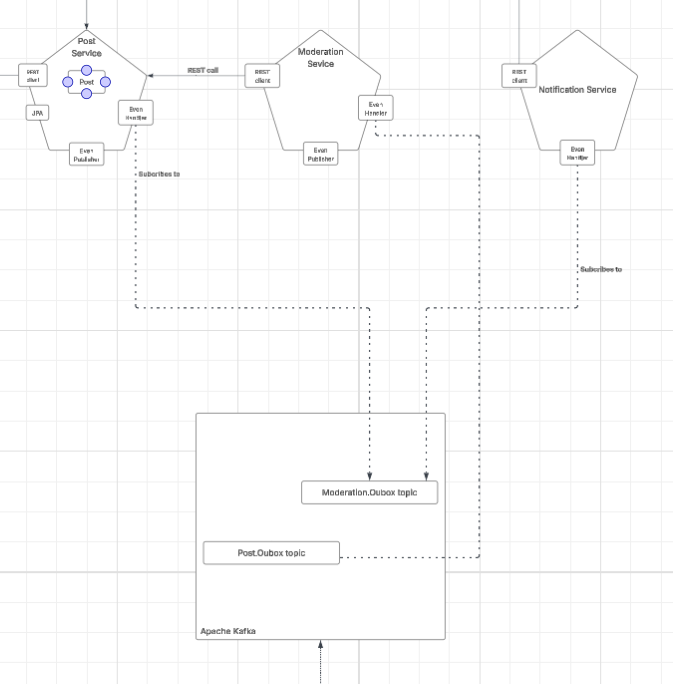 Post
Service
REST
client
Post
JPA
Even
Handler
Even
Publisher
REST call
Moderation
Sevice
REST
client
Even
Handler
Even
Publisher
REST
client
Notification Service
Even
Handler
Subcribes to
Subcribes to
Moderation.Oubox topic
Post.Oubox topic
Apache Kafka